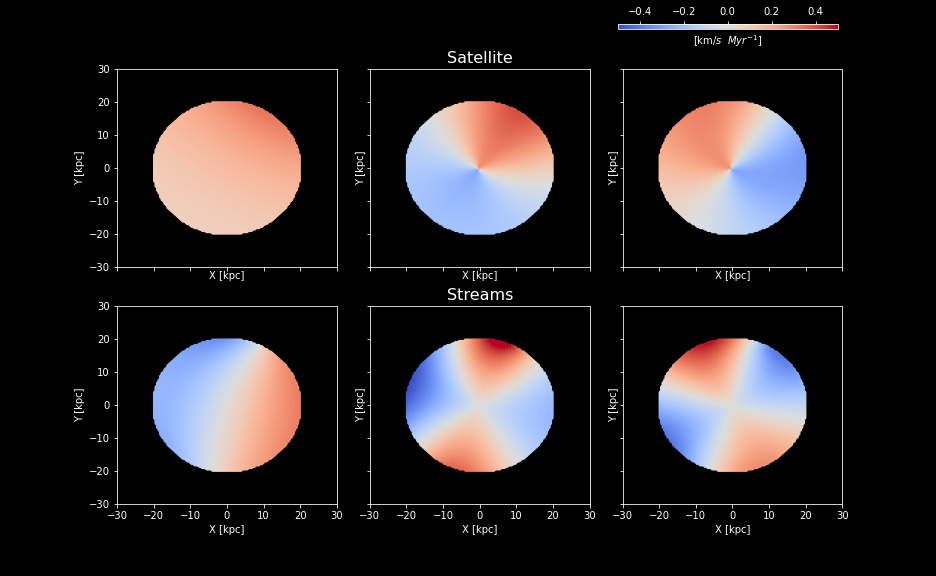 −0.4 −0.2 0.0 0.2 0.4
[km/s Myr⁻¹]
Satellite
30
20
10
0
−10
−20
−30
Y [kpc]
Y [kpc]
Y [kpc]
X [kpc] X [kpc] X [kpc]
Streams
30
20
10
0
−10
−20
−30
Y [kpc]
Y [kpc]
Y [kpc]
−30 −20 −10 0 10 20 30 −30 −20 −10 0 10 20 30 −30 −20 −10 0 10 20 30
X [kpc] X [kpc] X [kpc]